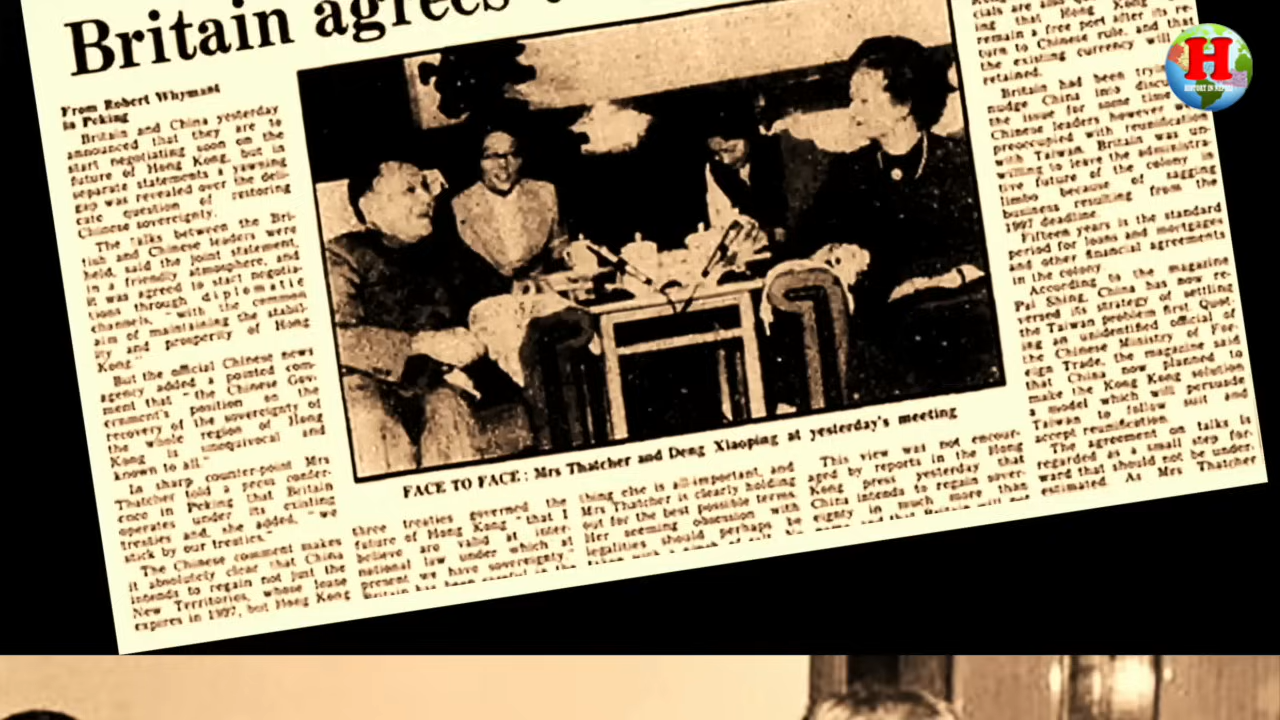 Britain agrees
From Robert Whymant
in Peking
Britain and China yesterday
announced that they are to
start negotiating soon on the
future of Hong Kong, but in
separate statements a yawning
gap was revealed over the deli-
cate question of restoring
Chinese sovereignty.
The talks between the Bri-
tish and Chinese leaders were
held, said the joint statement,
in a friendly atmosphere, and
it was agreed to start negotia-
tions through diplomatic
channels, "with the common
aim of maintaining the stabil-
ity and prosperity of Hong
Kong."
But the official Chinese news
agency added a pointed com-
ment that "the Chinese Gov-
ernment's position on the
recovery of the sovereignty of
the whole region of Hong
Kong is unequivocal and
known to all."
In sharp counter-point Mrs
Thatcher told a press confer-
ence in Peking that Britain
operates under its existing
treaties and, she added, "we
stick by our treaties."
The Chinese comment makes
it absolutely clear that China
intends to regain not just the
New Territories, whose lease
expires in 1997, but Hong Kong
FACE TO FACE : Mrs Thatcher and Deng Xiaoping at yesterday's meeting
three treaties governed the
future of Hong Kong "that I
believe are valid at inter-
national law under which at
present we have sovereignty."
Britain has been careful in the
thing else is all-important, and
Mrs Thatcher is clearly holding
out for the best possible terms.
Her seeming obsession with
legalities should perhaps be
This view was not encour-
aged by reports in the Hong
Kong press yesterday that
China intends to regain sover-
eignty in much more than
ing that Hong Kong
remain a free port after its re-
turn to Chinese rule, and that
the existing currency will
retained.
Britain had been
nudge China into
the issue for some time
Chinese leaders however
preoccupied with reunification
with Taiwan. Britain was un-
willing to leave the administra-
tive future of the colony in
limbo because of sagging
business resulting from the
1997 deadline.
Fifteen years is the standard
period for loans and mortgages
and other financial agreements
in the colony
According to the magazine
Pai Shing, China has now re-
versed its strategy of settling
the Taiwan problem first. Quot-
ing an unidentified official of
the Chinese Ministry of For-
eign Trade, the magazine said
that China now planned to
make the Kong Kong solution
a model which will persuade
Taiwan to follow suit and
accept reunification.
The agreement on talks is
regarded as a small step for-
ward that should not be under-
estimated. As Mrs Thatcher
H